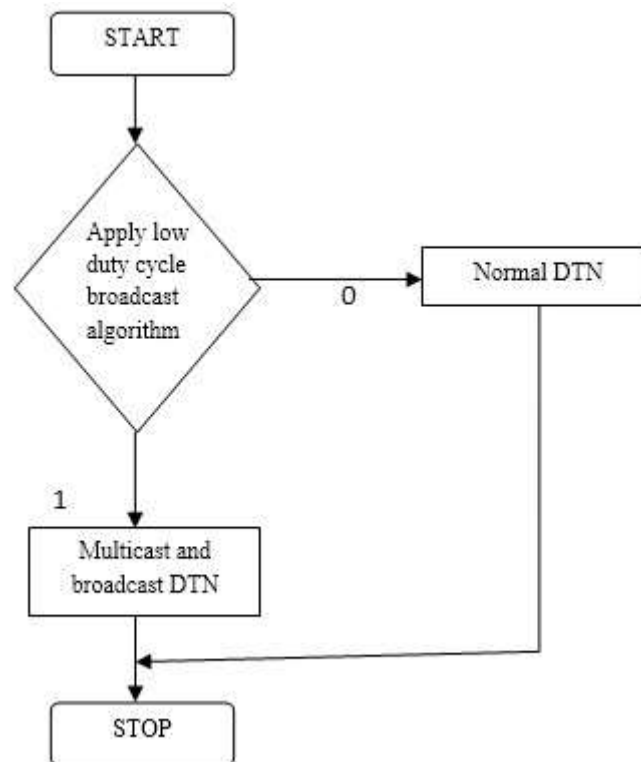 START
Apply low
duty cycle
broadcast
algorithm
0
Normal DTN
1
Multicast and
broadcast DTN
STOP